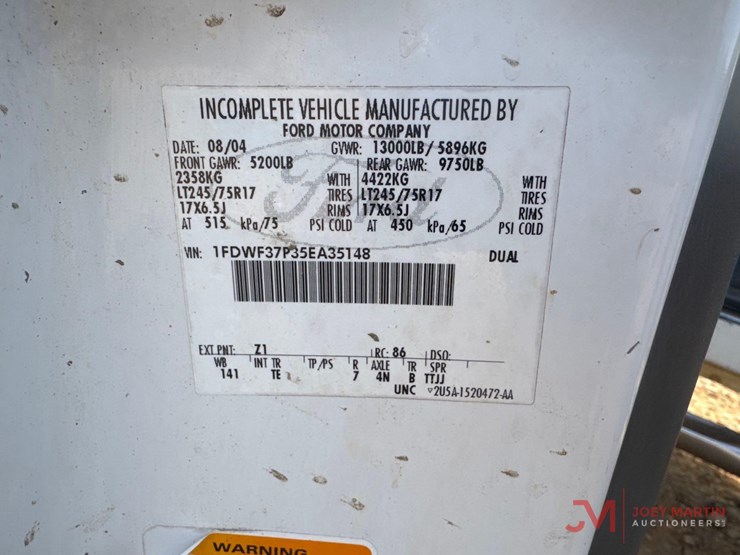 INCOMPLETE VEHICLE MANUFACTURED BY
FORD MOTOR COMPANY
DATE: 08/04 GVWR: 13000LB/ 5896KG
FRONT GAWR: 5200LB REAR GAWR: 9750LB
2358KG WITH 4422KG WITH
LT245/75R17 TIRES LT245/75R17 TIRES
17X6.5J RIMS 17X6.5J RIMS
AT 515 kPa/75 PSI COLD AT 450 kPa/65 PSI COLD
VIN: 1FDWF37P35EA35148 DUAL
EXT PNT: Z1 RC: 86 DSO:
WB INT TR TP/PS R AXLE TR SPR
141 TE 7 4N B TTJJ
UNC 2U5A-1520472-AA
Ford
WARNING
JM JOEY MARTIN
AUCTIONEERS